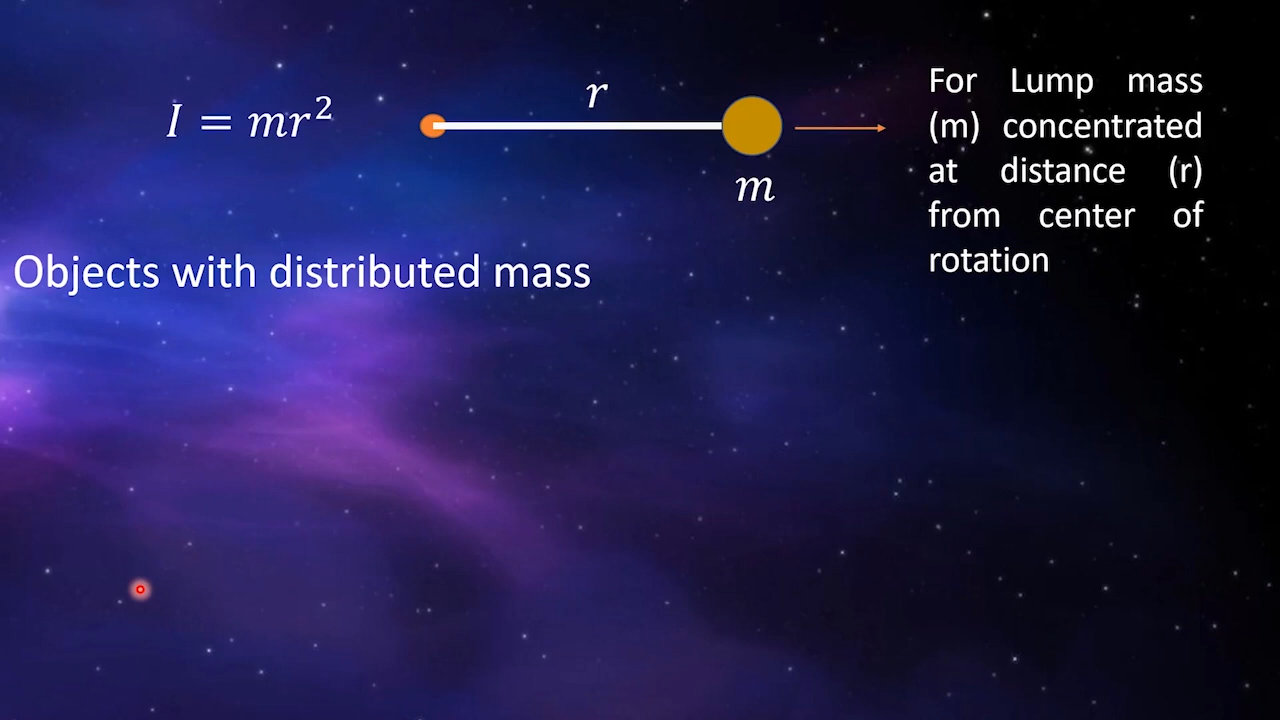 I = mr²
r
m
For Lump mass
(m) concentrated
at distance (r)
from center of
rotation
Objects with distributed mass